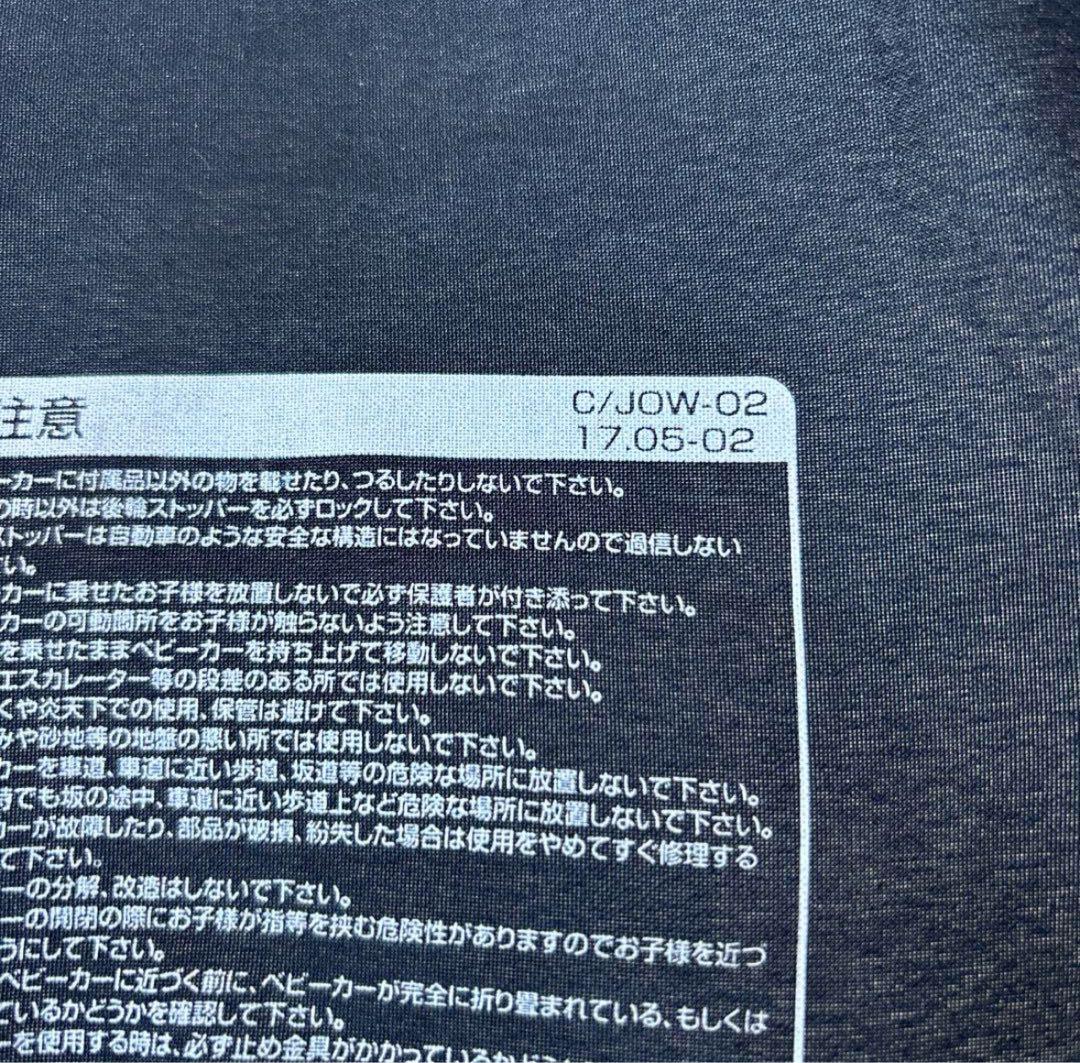 注意
C/JOW-02
17.05-02
ーカーに付属品以外の物を載せたり、つるしたりしないで下さい。
の時以外は後輪ストッパーを必ずロックして下さい。
ストッパーは自動車のような安全な構造にはなっていませんので過信しない
い。
カーに乗せたお子様を放置しないで必ず保護者が付き添って下さい。
カーの可動箇所をお子様が触らないよう注意して下さい。
を乗せたままベビーカーを持ち上げて移動しないで下さい。
エスカレーター等の段差のある所では使用しないで下さい。
くや炎天下での使用、保管は避けて下さい。
みや砂地等の地盤の悪い所では使用しないで下さい。
カーを車道、車道に近い歩道、坂道等の危険な場所に放置しないで下さい。
時でも坂の途中、車道に近い歩道上など危険な場所に放置しないで下さい。
カーが故障したり、部品が破損、紛失した場合は使用をやめてすぐ修理する
て下さい。
ーの分解、改造はしないで下さい。
ーの開閉の際にお子様が指等を挟む危険性がありますのでお子様を近づ
うにして下さい。
ベビーカーに近づく前に、ベビーカーが完全に折り畳まれている、もしくは
ているかどうかを確認して下さい。
ーを使用する時は、必ず止め金具がかかっているかどう